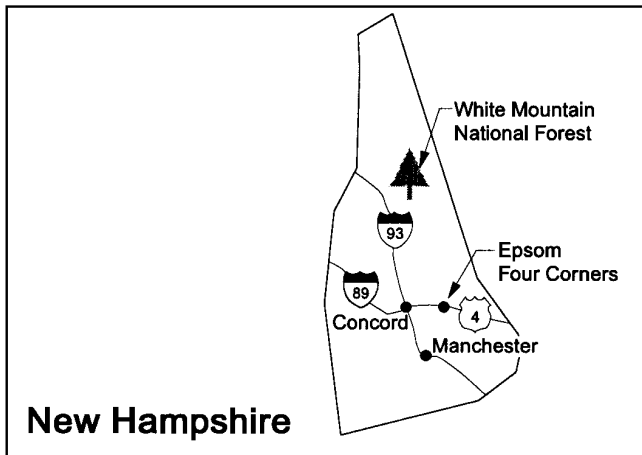 White Mountain
National Forest
93
Epsom
Four Corners
89
4
Concord
Manchester
New Hampshire